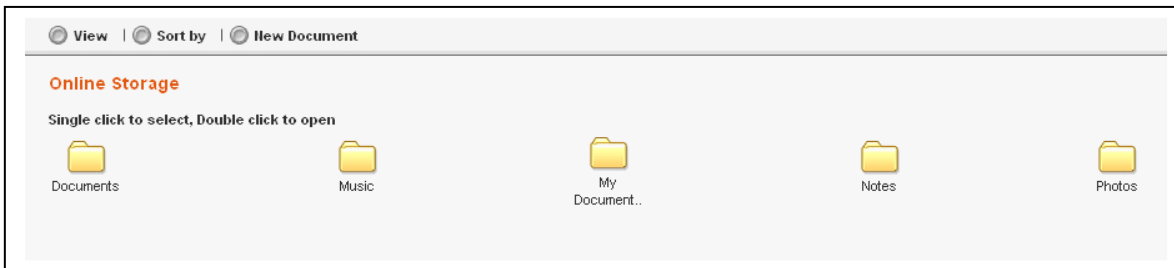 View | Sort by | New Document
Online Storage
Single click to select, Double click to open
Documents
Music
My
Document..
Notes
Photos